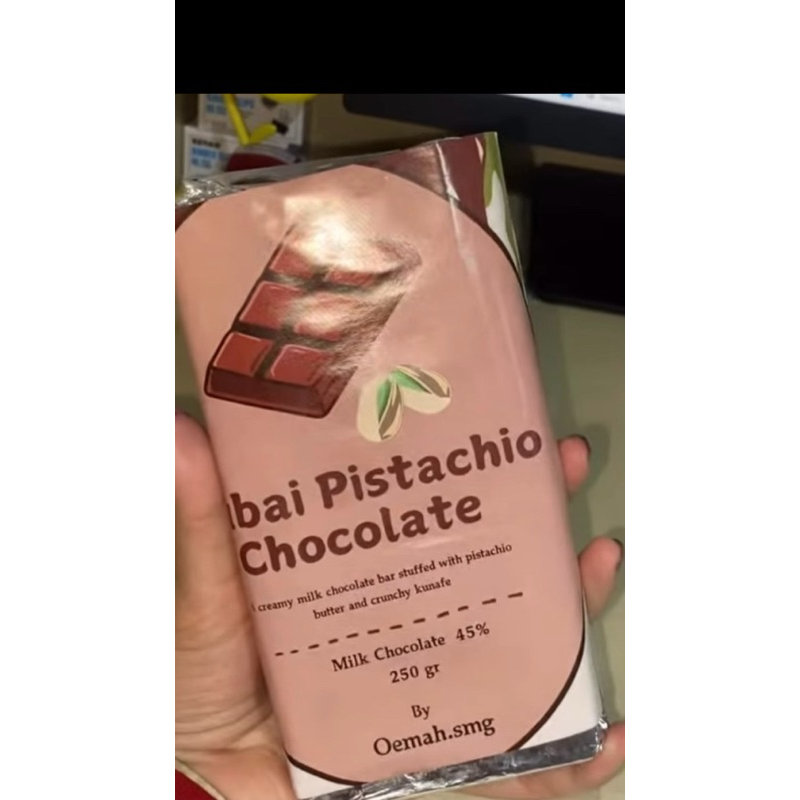 bai Pistachio
Chocolate
creamy milk chocolate bar stuffed with pistachio
butter and crunchy kunafe
Milk Chocolate 45%
250 gr
By
Oemah.smg